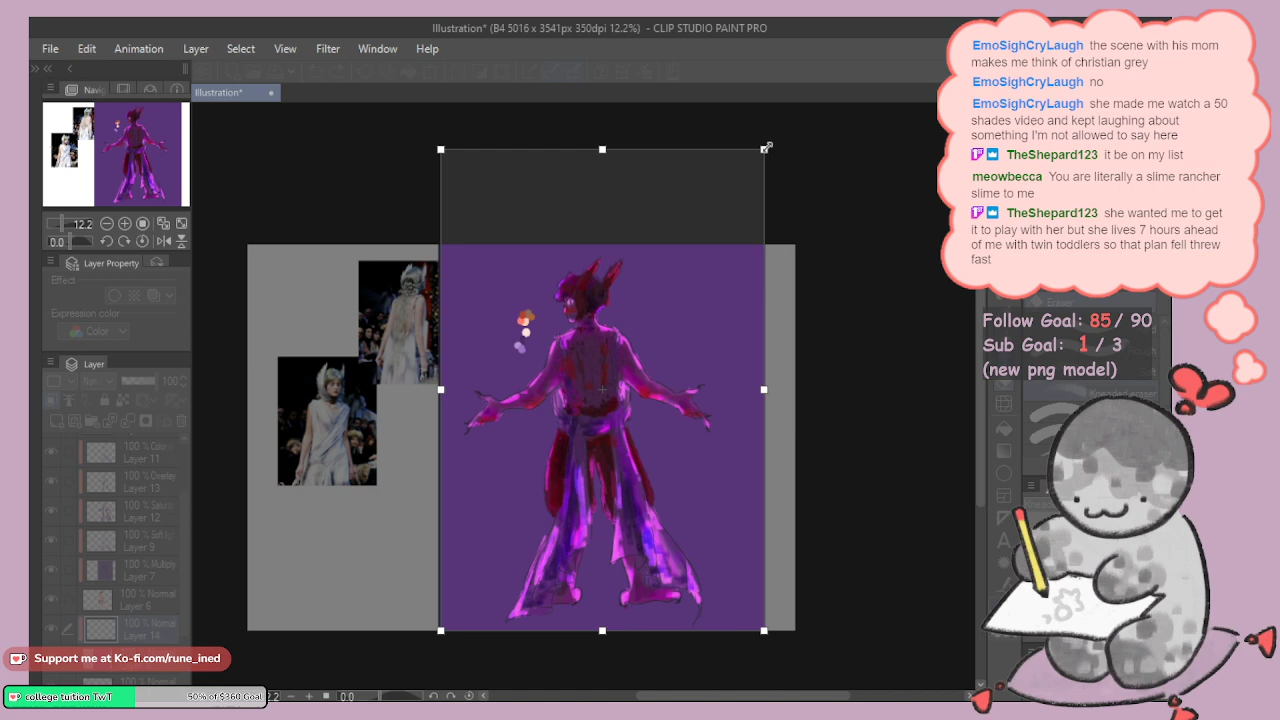 Illustration* (B4 5016 x 3541px 350dpi 12.2%) - CLIP STUDIO PAINT PRO
File Edit Animation Layer Select View Filter Window Help
Illustration*
12.2
0.0
Layer Property
Effect
Expression color
Color
Layer
100
100 % Color
Layer 11
100 % Overlay
Layer 13
Layer 12
100 % Soft
Layer 9
100 % Multiply
Layer 7
100 % Normal
Layer 6
100 % Normal
Layer 14
0.0
Support me at Ko-fi.com/rune_ined
college tuition TwT 50% of $360 Goal
EmoSighCryLaugh the scene with his mom
makes me think of christian grey
EmoSighCryLaugh no
EmoSighCryLaugh she made me watch a 50
shades video and kept laughing about
something I'm not allowed to say here
TheShepard123 it be on my list
meowbecca You are literally a slime rancher
slime to me
TheShepard123 she wanted me to get
it to play with her but she lives 7 hours ahead
of me with twin toddlers so that plan fell threw
fast
Eraser
Follow Goal: 85/ 90
Sub Goal: 1 / 3
(new png model)
Kneaded eraser